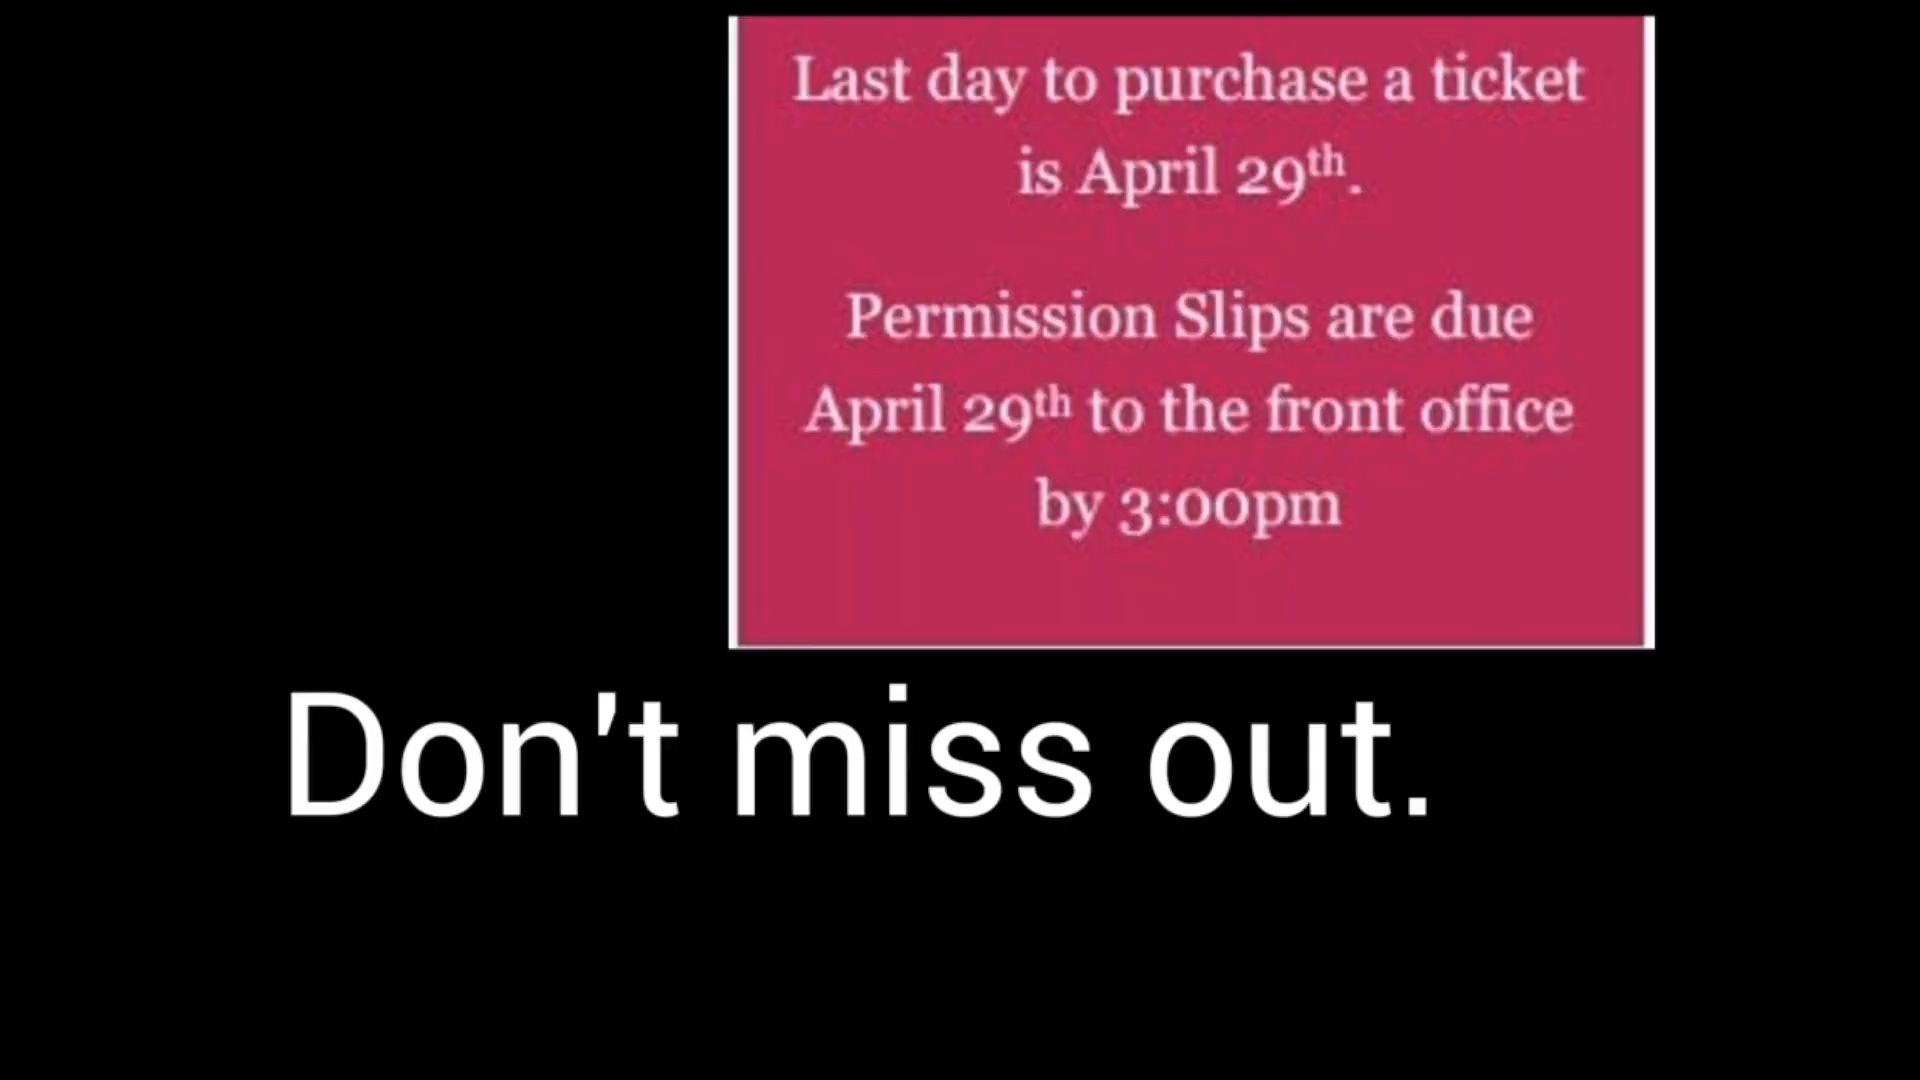 Last day to purchase a ticket
is April 29th.
Permission Slips are due
April 29th to the front office
by 3:00pm
Don't miss out.